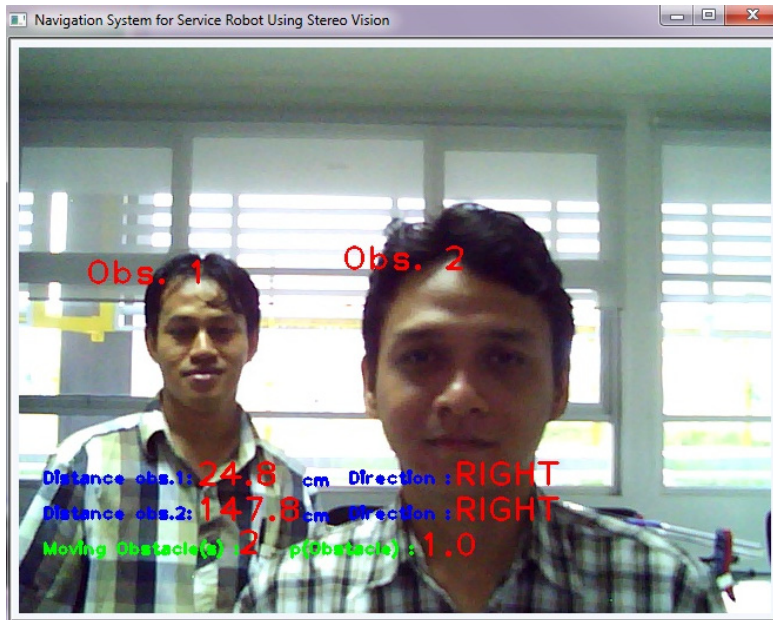 Navigation System for Service Robot Using Stereo Vision
Obs. 1
Obs. 2
Distance obs.1: 24.8 cm Direction : RIGHT
Distance obs.2: 147.8 cm Direction : RIGHT
Moving Obstacle(s) : 2 p(Obstacle) : 1.0